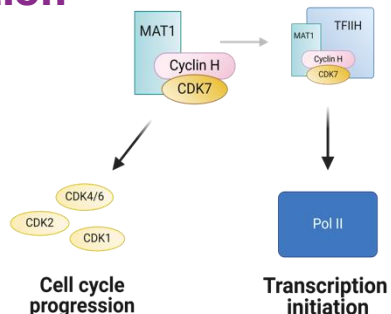 MAT1
Cyclin H
CDK7
TFIIH
MAT1
Cyclin H
CDK7
CDK4/6
CDK2
CDK1
Pol II
Cell cycle
progression
Transcription
initiation